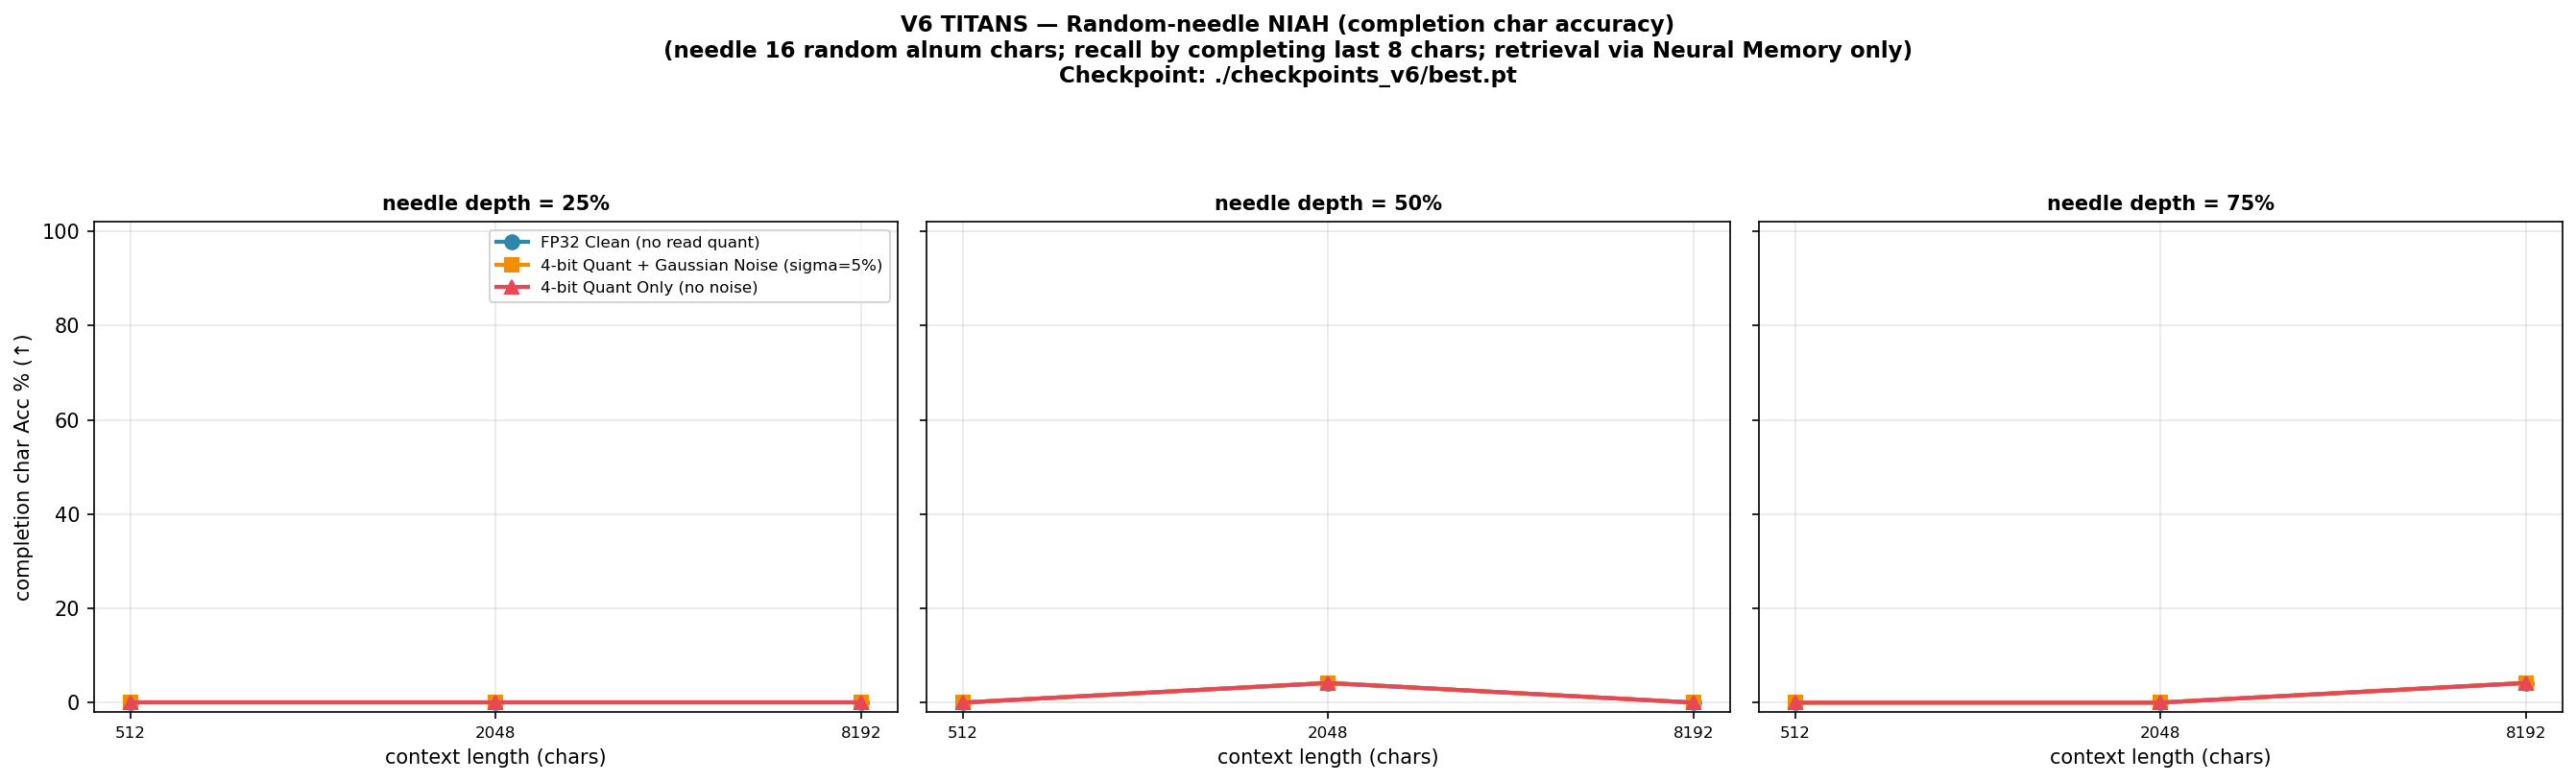 V6 TITANS — Random-needle NIAH (completion char accuracy)
(needle 16 random alnum chars; recall by completing last 8 chars; retrieval via Neural Memory only)
Checkpoint: ./checkpoints_v6/best.pt
needle depth = 25%
needle depth = 50%
needle depth = 75%
FP32 Clean (no read quant)
4-bit Quant + Gaussian Noise (sigma=5%)
4-bit Quant Only (no noise)
completion char Acc % (↑)
100
80
60
40
20
0
512 2048 8192
context length (chars)
512 2048 8192
context length (chars)
512 2048 8192
context length (chars)